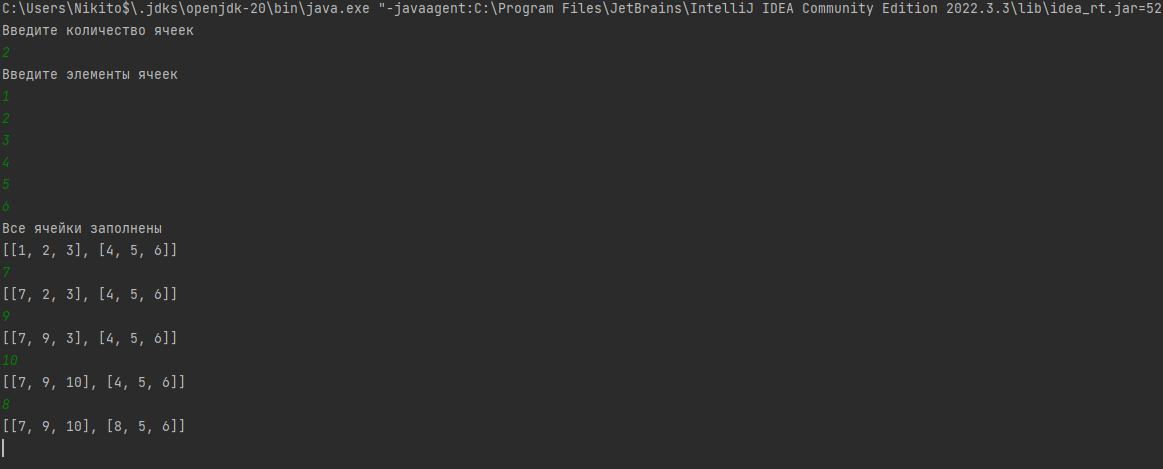 C:\Users\Nikito$\.jdks\openjdk-20\bin\java.exe "-javaagent:C:\Program Files\JetBrains\IntelliJ IDEA Community Edition 2022.3.3\lib\idea_rt.jar=52
Введите количество ячеек
2
Введите элементы ячеек
1
2
3
4
5
6
Все ячейки заполнены
[[1, 2, 3], [4, 5, 6]]
7
[[7, 2, 3], [4, 5, 6]]
9
[[7, 9, 3], [4, 5, 6]]
10
[[7, 9, 10], [4, 5, 6]]
8
[[7, 9, 10], [8, 5, 6]]